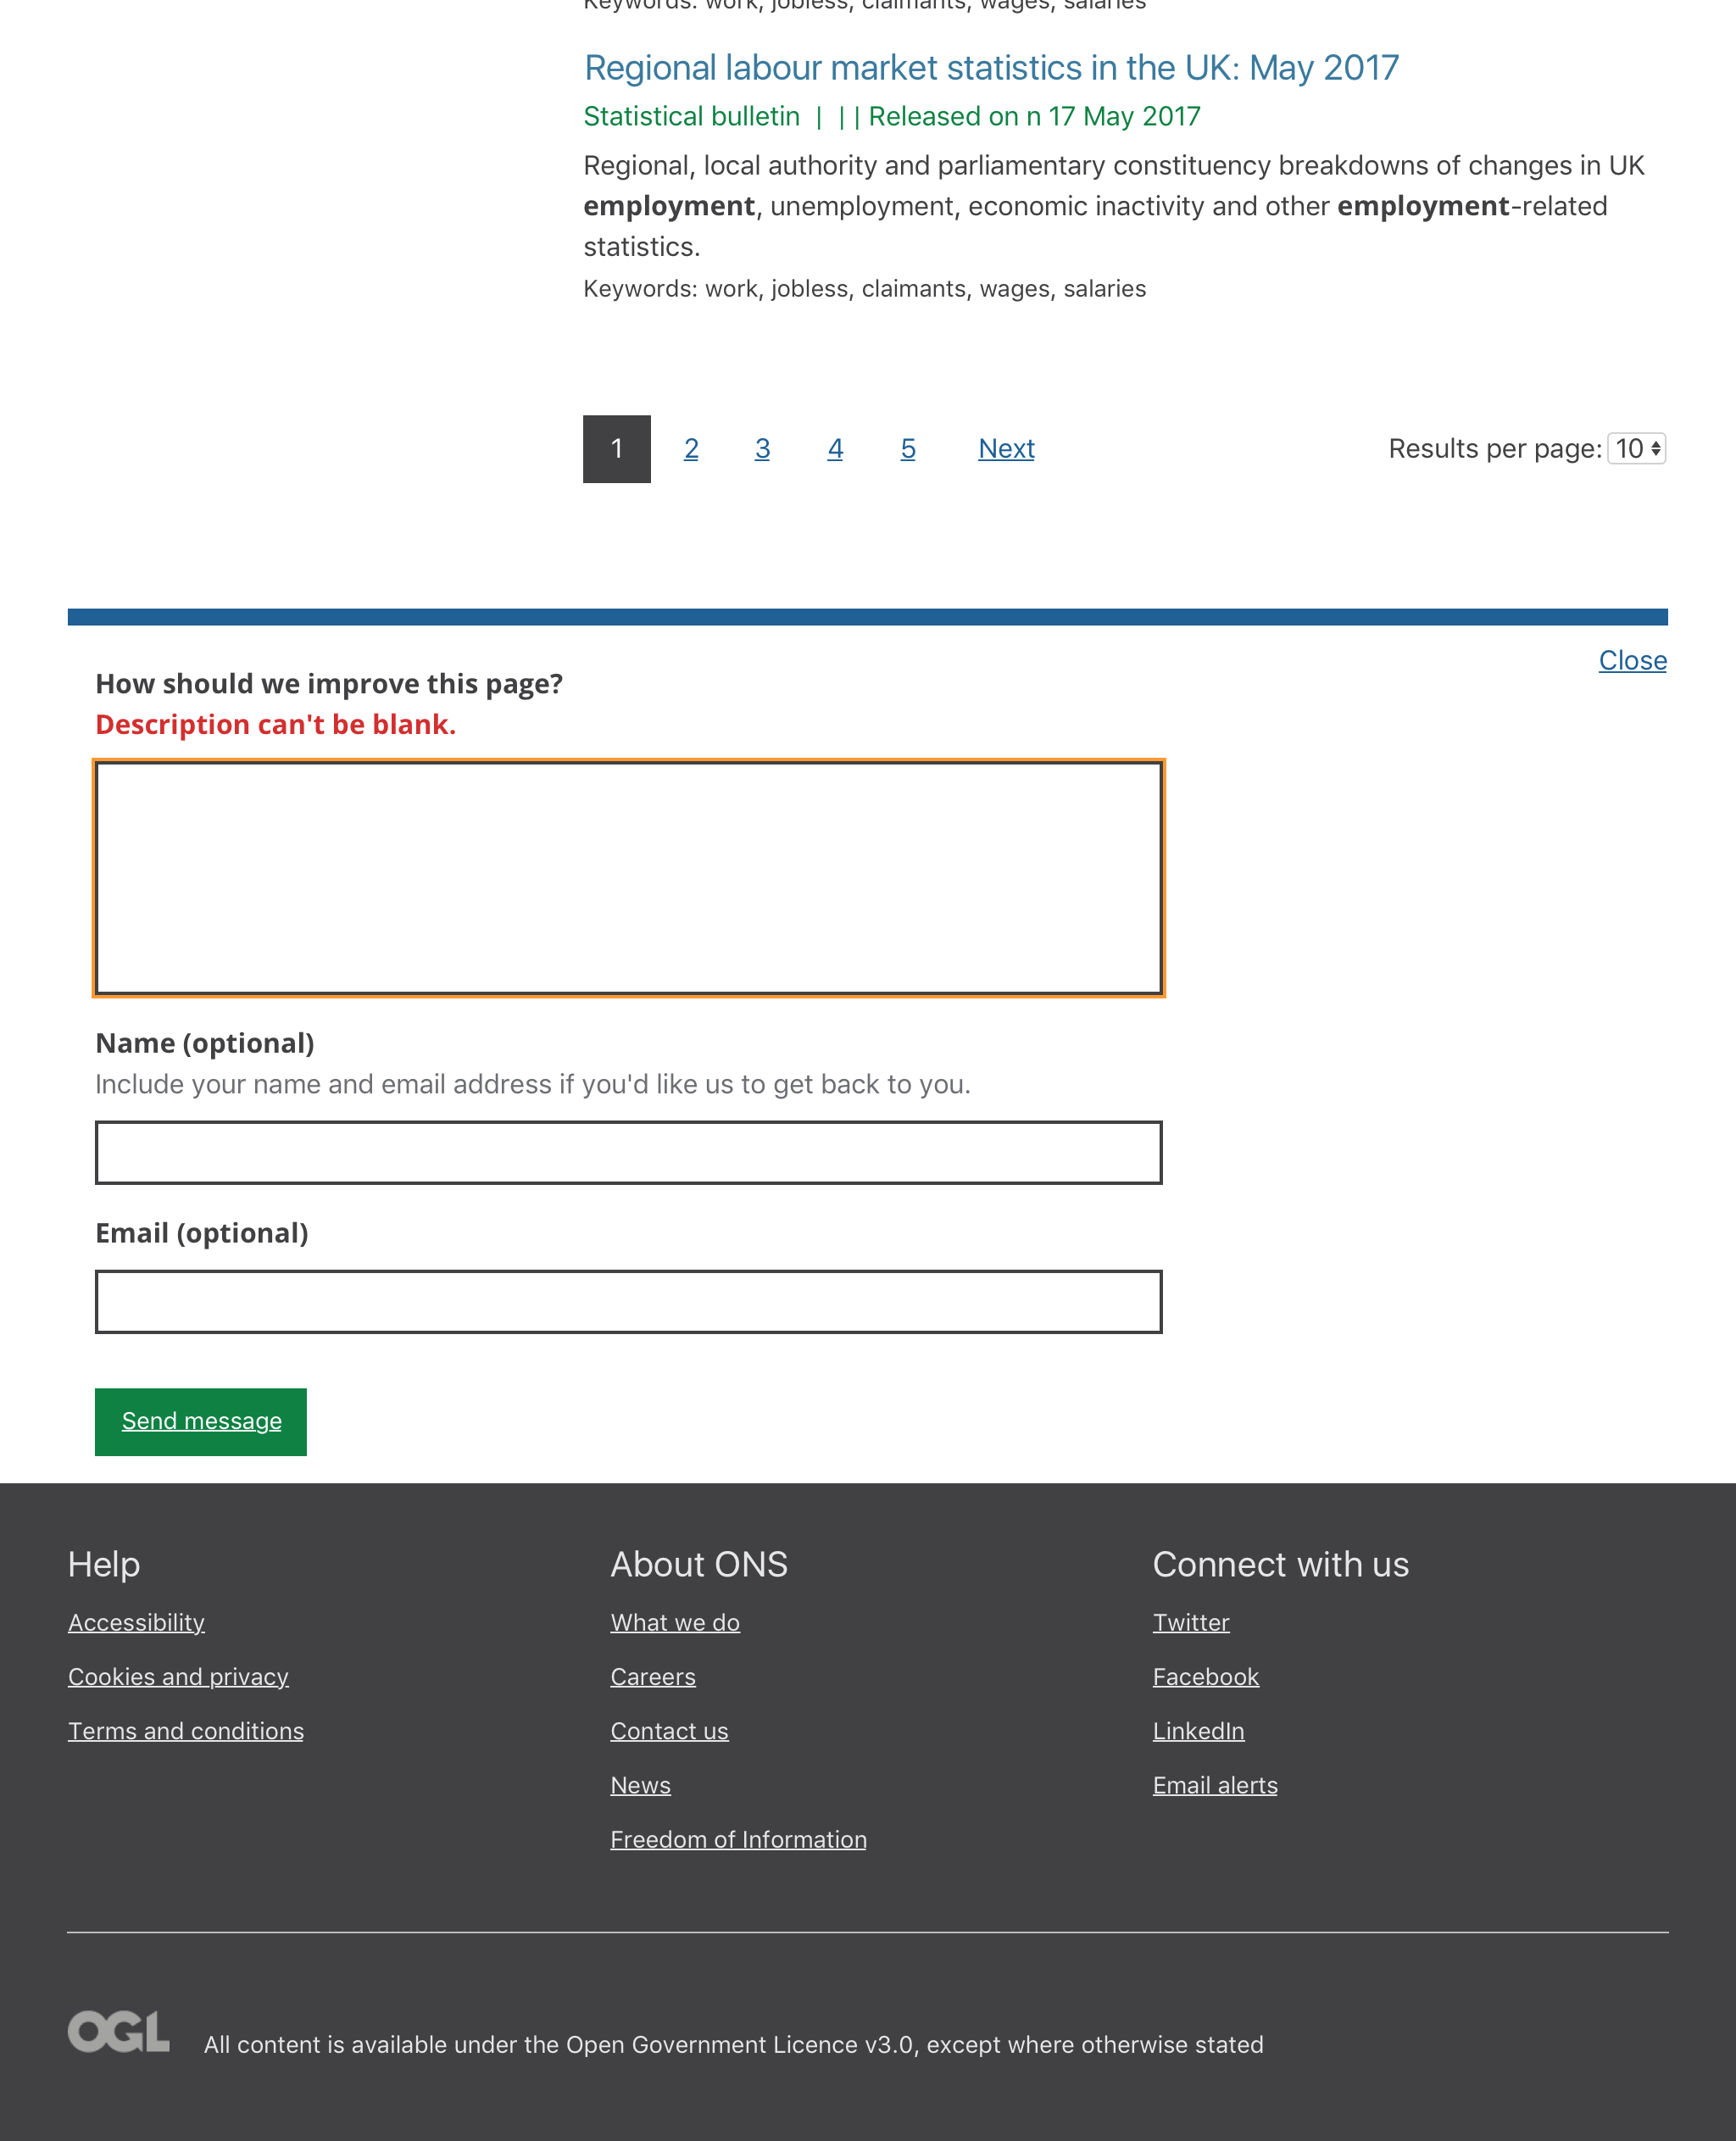 Keywords: work, jobless, claimants, wages, salaries
Regional labour market statistics in the UK: May 2017
Statistical bulletin | | | Released on n 17 May 2017
Regional, local authority and parliamentary constituency breakdowns of changes in UK
employment, unemployment, economic inactivity and other employment-related
statistics.
Keywords: work, jobless, claimants, wages, salaries
1 2 3 4 5 Next Results per page: 10
Close
How should we improve this page?
Description can't be blank.
Name (optional)
Include your name and email address if you'd like us to get back to you.
Email (optional)
Send message
Help
Accessibility
Cookies and privacy
Terms and conditions
About ONS
What we do
Careers
Contact us
News
Freedom of Information
Connect with us
Twitter
Facebook
LinkedIn
Email alerts
OGL
All content is available under the Open Government Licence v3.0, except where otherwise stated